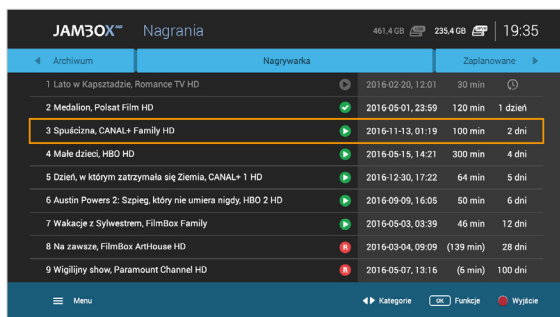 JAMBOX Nagrania 461,4 GB 235,4 GB 19:35
Archiwum Nagrywarka Zaplanowane
1 Lato w Kapsztadzie, Romance TV HD 2016-02-20, 12:01 30 min
2 Medalion, Polsat Film HD 2016-05-01, 23:59 120 min 1 dzień
3 Spuścizna, CANAL+ Family HD 2016-11-13, 01:19 100 min 2 dni
4 Małe dzieci, HBO HD 2016-05-15, 14:21 300 min 4 dni
5 Dzień, w którym zatrzymała się Ziemia, CANAL+ 1 HD 2016-12-30, 17:22 64 min 5 dni
6 Austin Powers 2: Szpieg, który nie umiera nigdy, HBO 2 HD 2016-09-09, 16:05 50 min 6 dni
7 Wakacje z Sylwestrem, FilmBox Family 2016-05-03, 03:39 46 min 12 dni
8 Na zawsze, FilmBox ArtHouse HD R 2016-03-04, 09:09 (139 min) 28 dni
9 Wigilijny show, Paramount Channel HD R 2016-05-07, 13:16 (6 min) 100 dni
Menu Kategorie OK Funkcje Wyjście